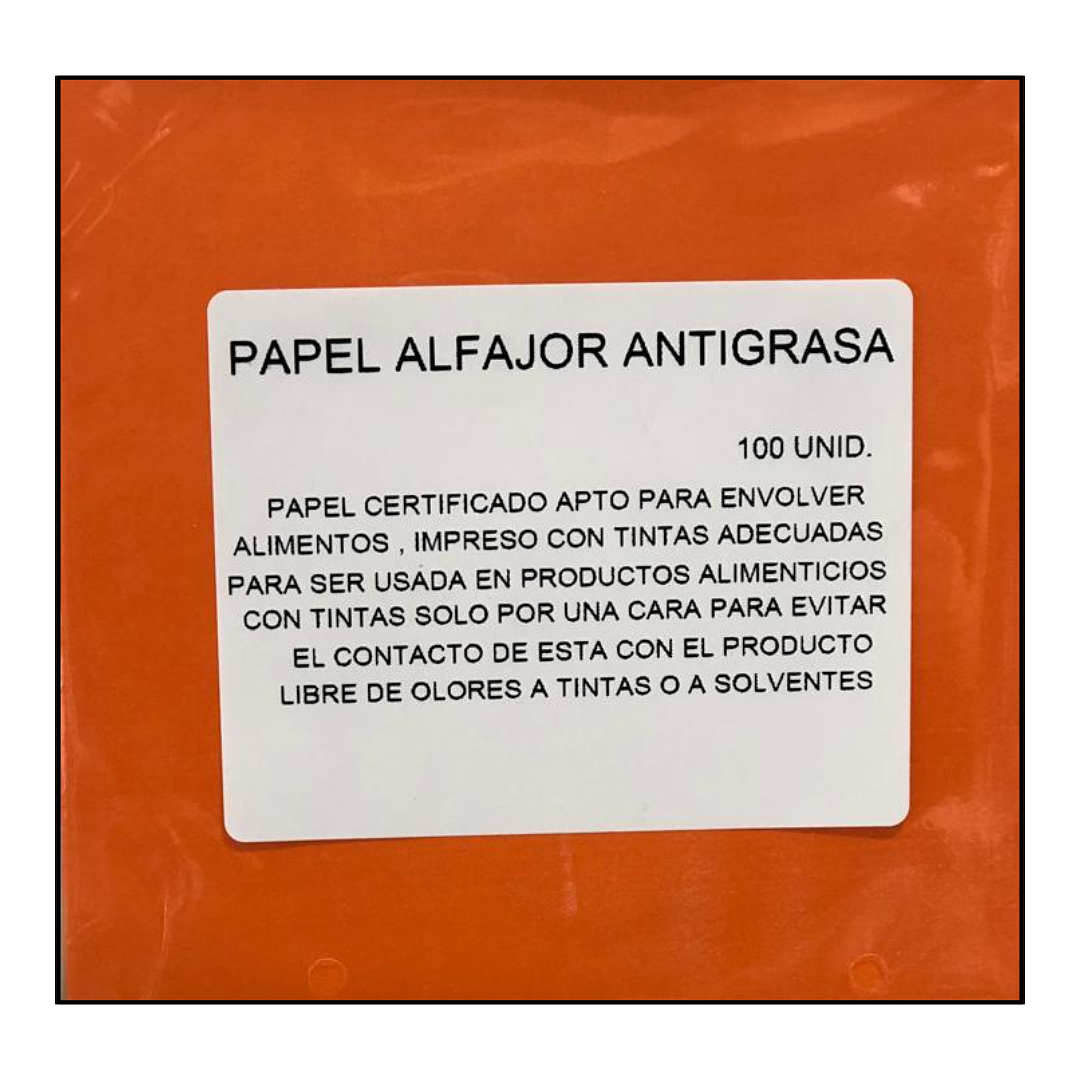 PAPEL ALFAJOR ANTIGRASA
100 UNID.
PAPEL CERTIFICADO APTO PARA ENVOLVER
ALIMENTOS , IMPRESO CON TINTAS ADECUADAS
PARA SER USADA EN PRODUCTOS ALIMENTICIOS
CON TINTAS SOLO POR UNA CARA PARA EVITAR
EL CONTACTO DE ESTA CON EL PRODUCTO
LIBRE DE OLORES A TINTAS O A SOLVENTES